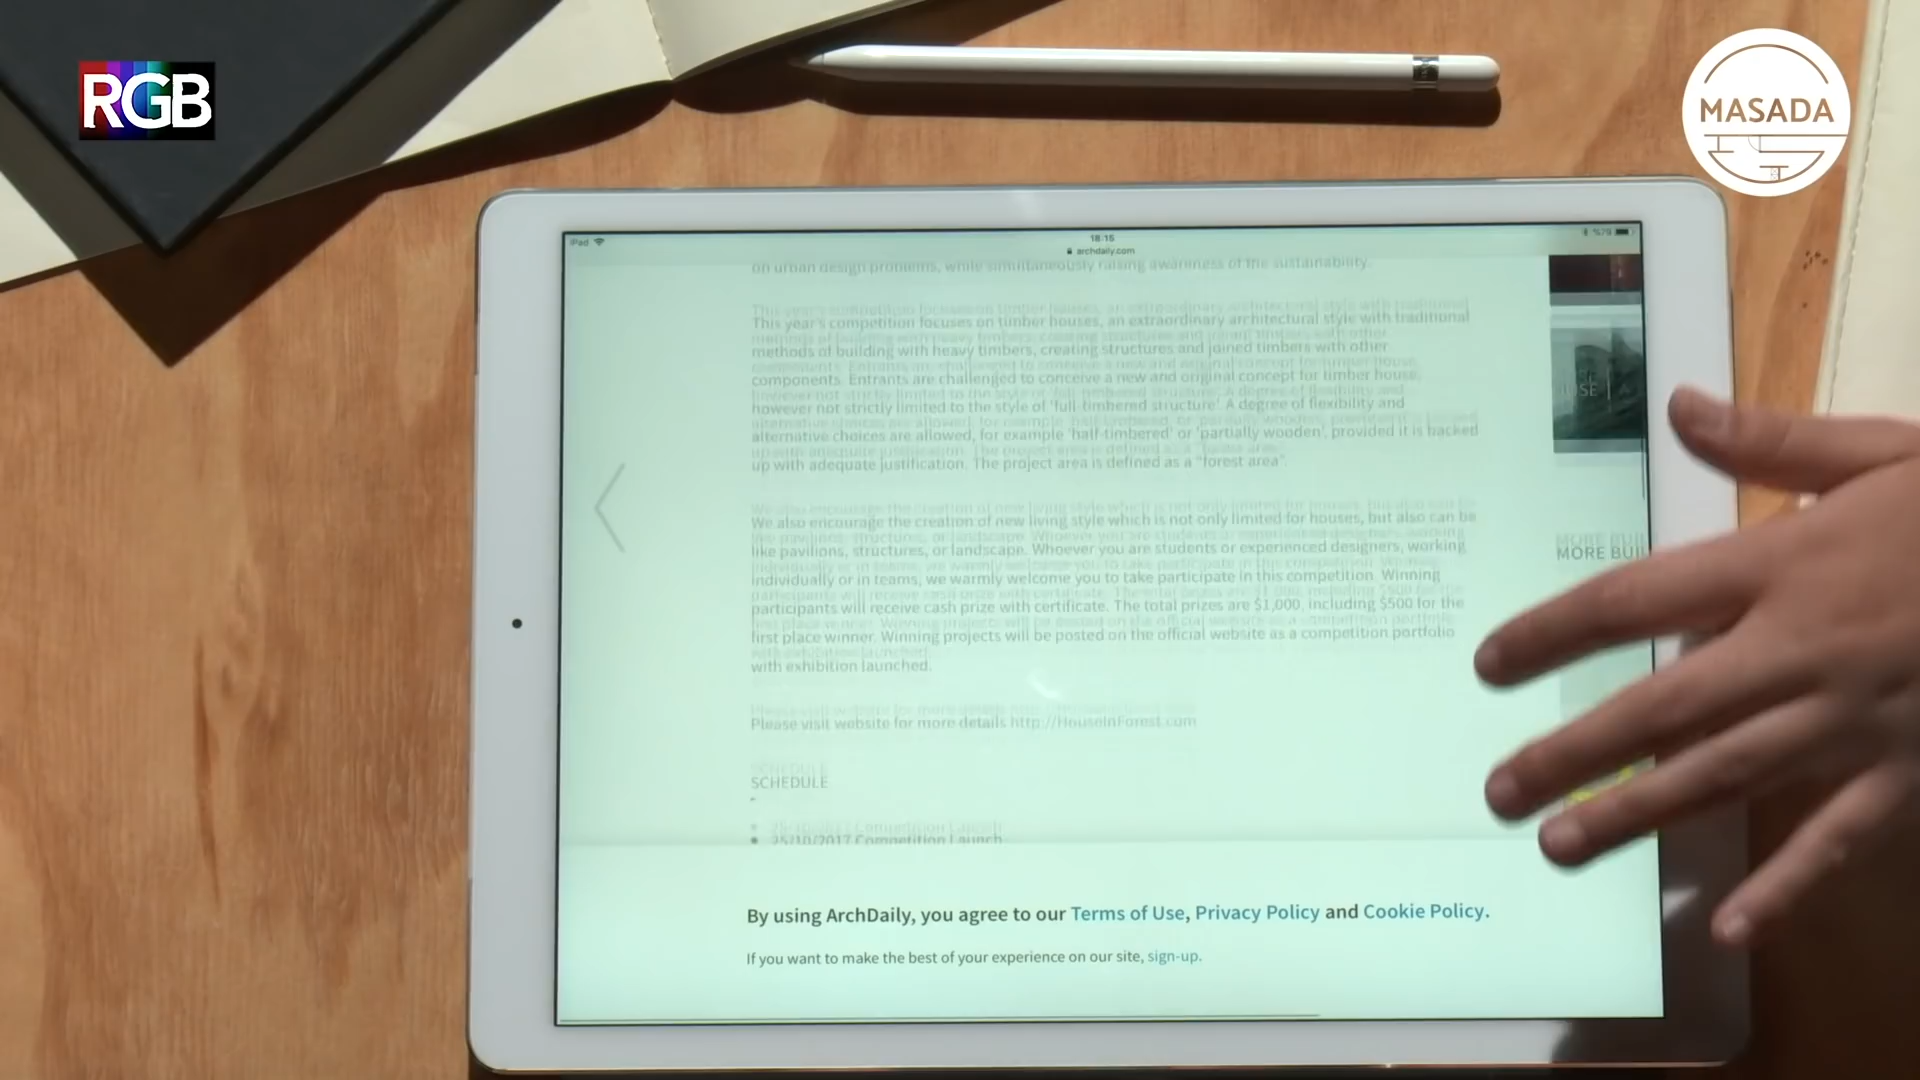 RGB
MASADA
iPad
18:15
%79
archdaily.com
on urban design problems, while simultaneously raising awareness of the sustainability.
This year's competition focuses on timber houses, an extraordinary architectural style with traditional
methods of building with heavy timbers, creating structures and joined timbers with other
components. Entrants are challenged to conceive a new and original concept for timber house,
however not strictly limited to the style of 'full-timbered structure'. A degree of flexibility and
alternative choices are allowed, for example 'half-timbered' or 'partially wooden', provided it is backed
up with adequate justification. The project area is defined as a "forest area".
We also encourage the creation of new living style which is not only limited for houses, but also can be
like pavilions, structures, or landscape. Whoever you are students or experienced designers, working
individually or in teams, we warmly welcome you to take participate in this competition. Winning
participants will receive cash prize with certificate. The total prizes are $1,000, including $500 for the
first place winner. Winning projects will be posted on the official website as a competition portfolio
with exhibition launched.
MORE BUI
Please visit website for more details http://HouseInForest.com
SCHEDULE
25/10/2017 Competition Launch
By using ArchDaily, you agree to our Terms of Use, Privacy Policy and Cookie Policy.
If you want to make the best of your experience on our site, sign-up.